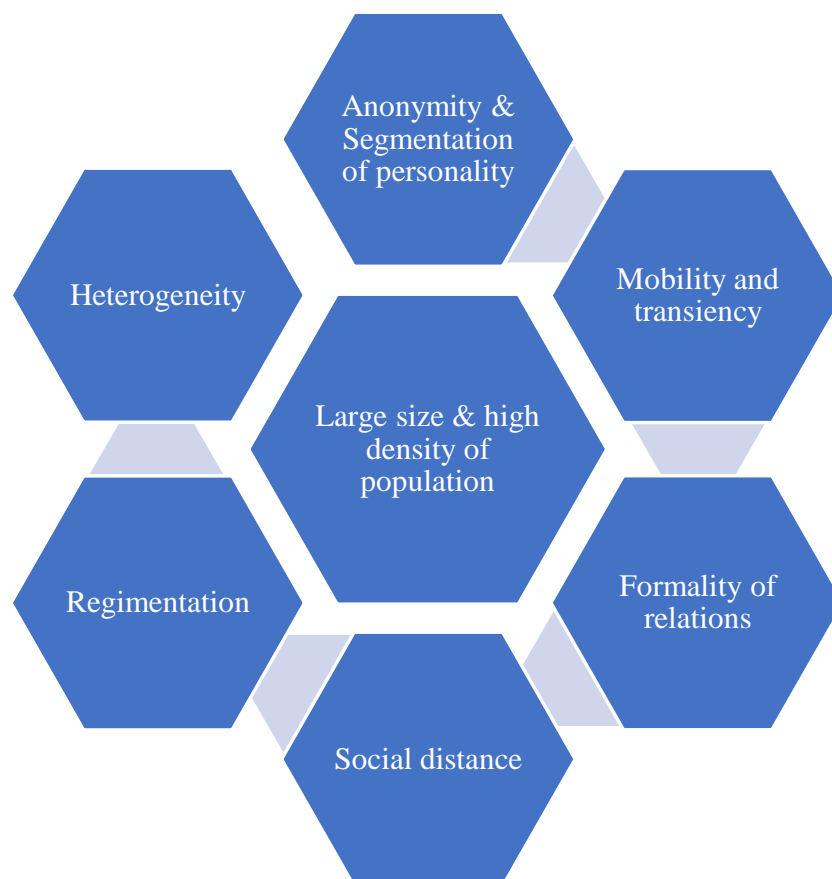 Anonymity &
Segmentation
of personality
Mobility and
transiency
Heterogeneity
Large size & high
density of
population
Formality of
relations
Regimentation
Social distance